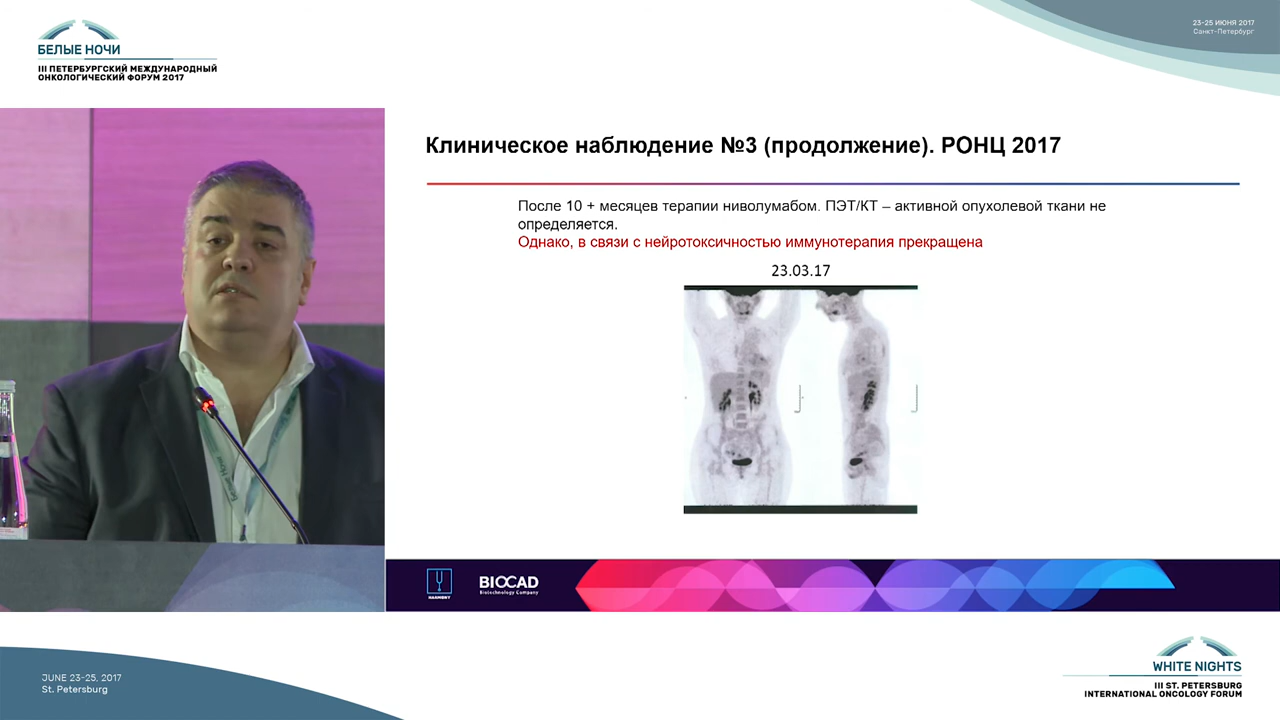 БЕЛЫЕ НОЧИ
III ПЕТЕРБУРГСКИЙ МЕЖДУНАРОДНЫЙ
ОНКОЛОГИЧЕСКИЙ ФОРУМ 2017
23-25 ИЮНЯ 2017
Санкт-Петербург
Клиническое наблюдение №3 (продолжение). РОНЦ 2017
После 10 + месяцев терапии ниволумабом. ПЭТ/КТ – активной опухолевой ткани не
определяется.
Однако, в связи с нейротоксичностью иммунотерапия прекращена
23.03.17
HARMONY
BIOCAD
Biotechnology Company
JUNE 23-25, 2017
St. Petersburg
WHITE NIGHTS
III ST. PETERSBURG
INTERNATIONAL ONCOLOGY FORUM